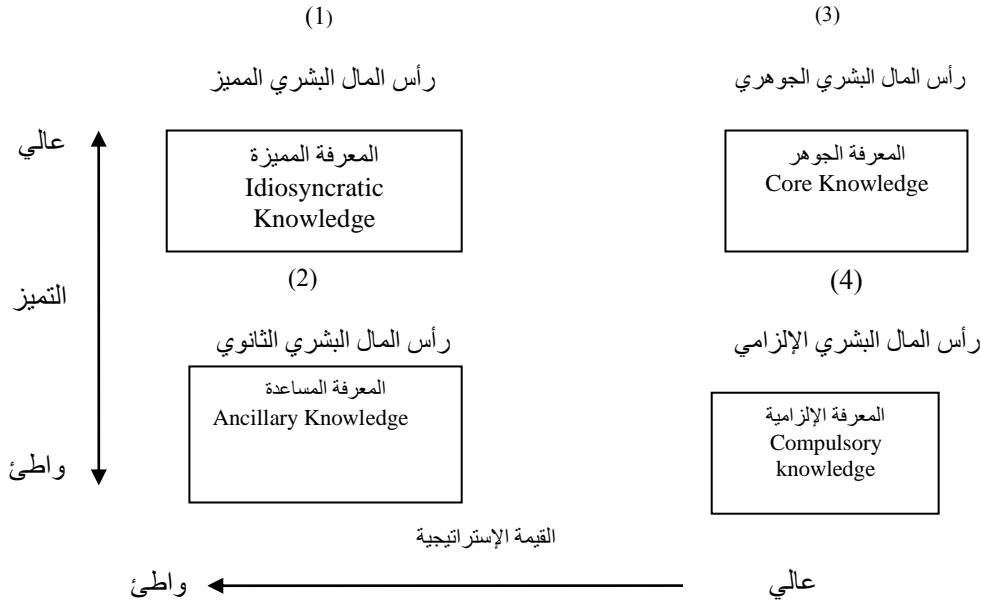 (1)
(3)
رأس المال البشري المميز
رأس المال البشري الجوهري
عالي
المعرفة المميزة
Idiosyncratic
Knowledge
المعرفة الجوهر
Core Knowledge
التميز
(2)
(4)
رأس المال البشري الثانوي
رأس المال البشري الإلزامي
المعرفة المساعدة
Ancillary Knowledge
المعرفة الإلزامية
Compulsory
knowledge
واطئ
القيمة الإستراتيجية
عالي
واطئ